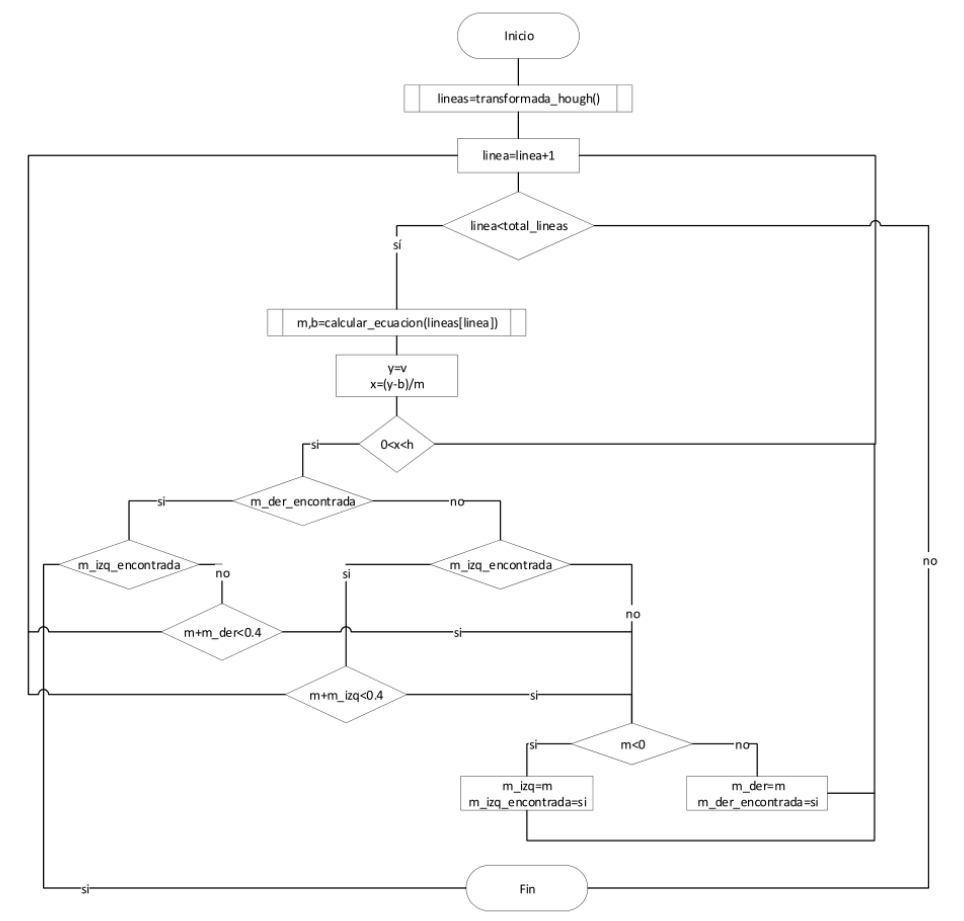 Inicio
lineas=transformada_hough()
linea=linea+1
linea<total_lineas
sí
m,b=calcular_ecuacion(lineas[linea])
y=v
x=(y-b)/m
si
0<x<h
si
m_der_encontrada
no
m_izq_encontrada
no
si
m_izq_encontrada
no
no
m+m_der<0.4
si
m+m_izq<0.4
si
si
m<0
no
m_izq=m
m_izq_encontrada=si
m_der=m
m_der_encontrada=si
si
Fin